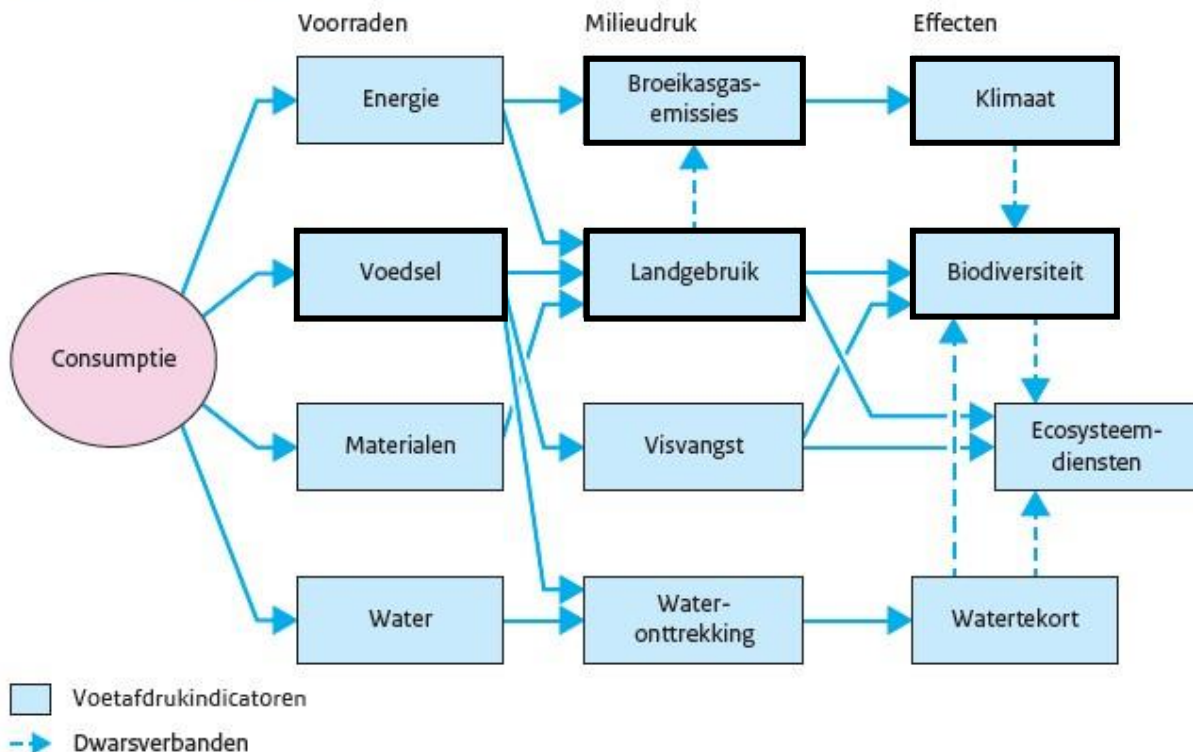 Voorraden
Milieudruk
Effecten
Energie
Broeikasgas-
emissies
Klimaat
Voedsel
Landgebruik
Biodiversiteit
Consumptie
Materialen
Visvangst
Ecosysteem-
diensten
Water
Water-
onttrekking
Watertekort
Voetafdrukindicatoren
Dwarsverbanden